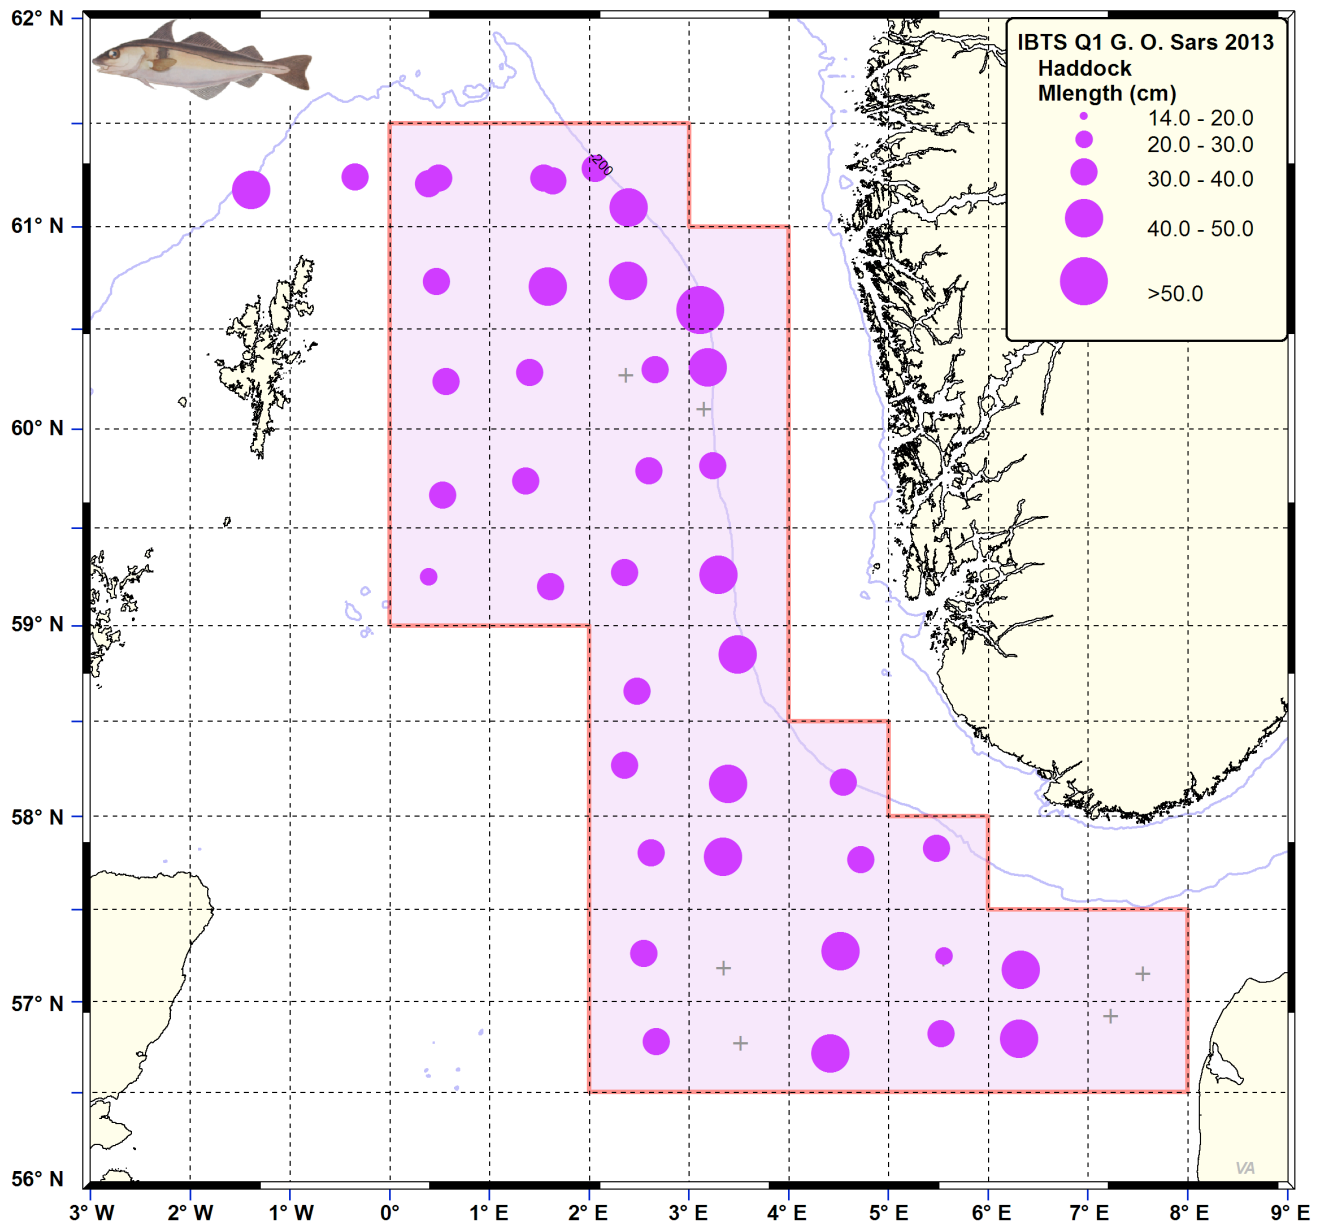 IBTS Q1 G. O. Sars 2013
Haddock
Mlength (cm)
14.0 - 20.0
20.0 - 30.0
30.0 - 40.0
40.0 - 50.0
>50.0
62° N
61° N
60° N
59° N
58° N
57° N
56° N
200
VA
3°W
2°W
1°W
0°
1°E
2°E
3°E
4°E
5°E
6°E
7°E
8°E
9°E